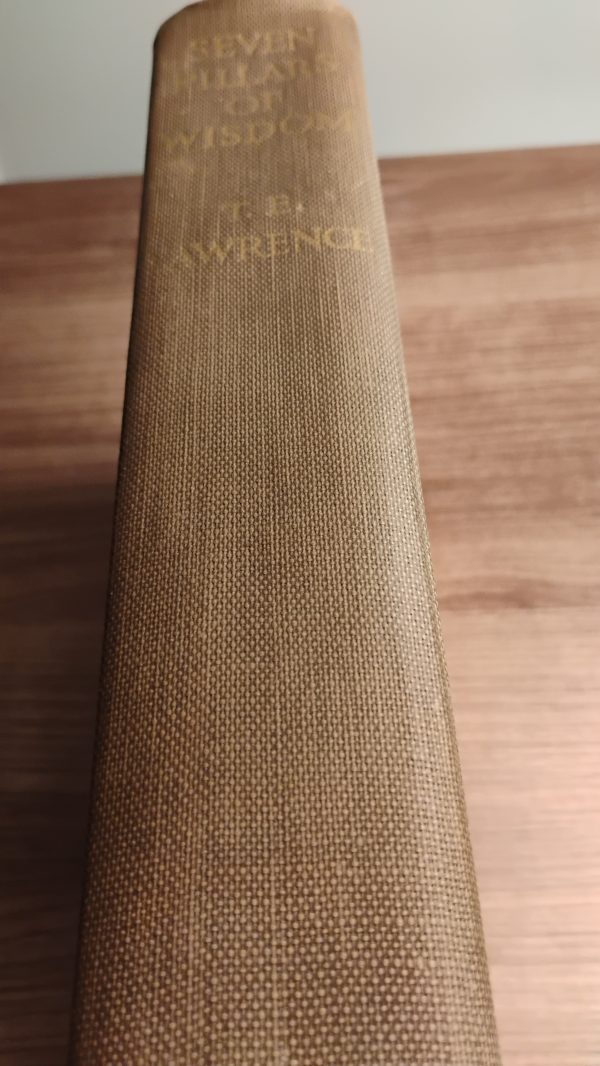 SEVEN
PILLARS
OF
WISDOM
T. E.
LAWRENCE